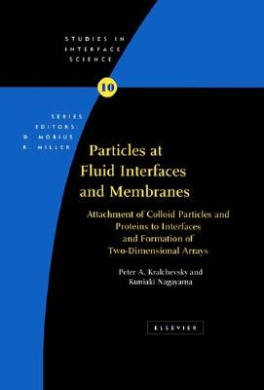 STUDIES IN
INTERFACE
SCIENCE
10
SERIES
EDITORS:
D. MÖBIUS
R. MILLER
Particles at
Fluid Interfaces
and Membranes
Attachment of Colloid Particles and
Proteins to Interfaces
and Formation of
Two-Dimensional Arrays
Peter A. Kralchevsky and
Kuniaki Nagayama
ELSEVIER